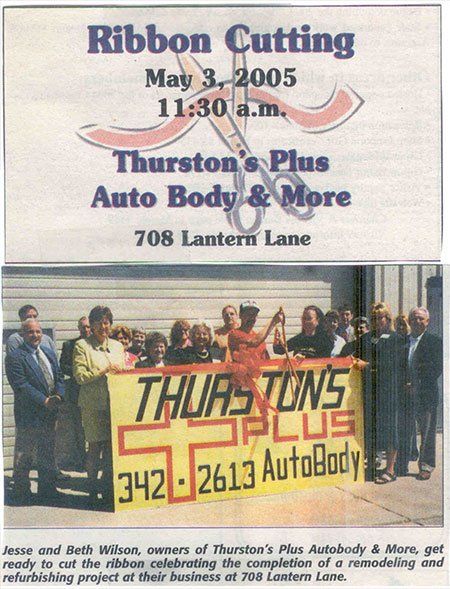 Ribbon Cutting
May 3, 2005
11:30 a.m.
Thurston's Plus
Auto Body & More
708 Lantern Lane
THURSTON'S
PLUS
342-2613 AutoBody
Jesse and Beth Wilson, owners of Thurston's Plus Autobody & More, get
ready to cut the ribbon celebrating the completion of a remodeling and
refurbishing project at their business at 708 Lantern Lane.